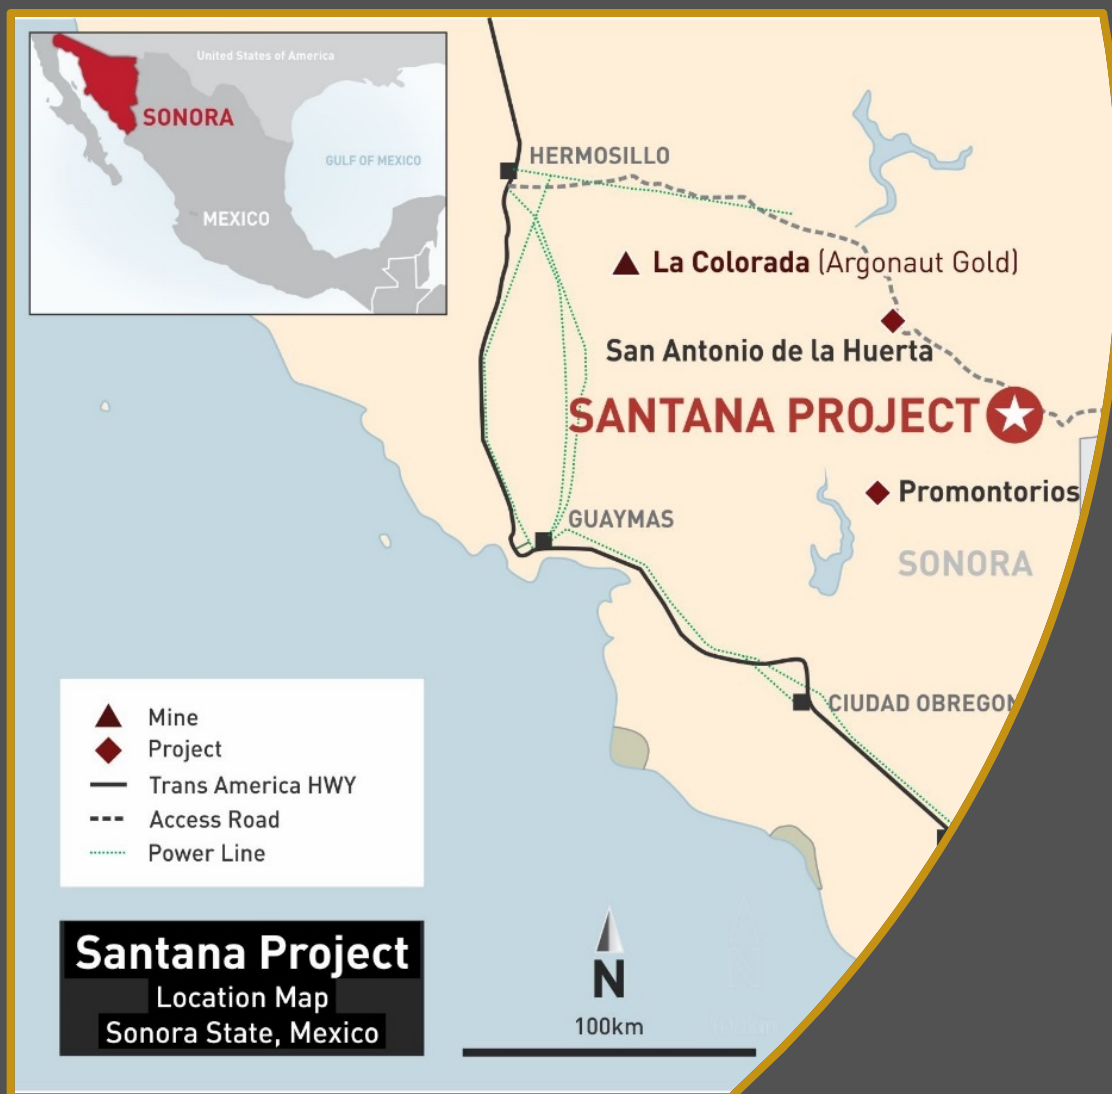 United States of America
SONORA
GULF OF MEXICO
MEXICO
HERMOSILLO
La Colorada (Argonaut Gold)
San Antonio de la Huerta
SANTANA PROJECT
Promontorios
GUAYMAS
SONORA
CIUDAD OBREGON
Mine
Project
Trans America HWY
Access Road
Power Line
Santana Project
Location Map
Sonora State, Mexico
N
100km